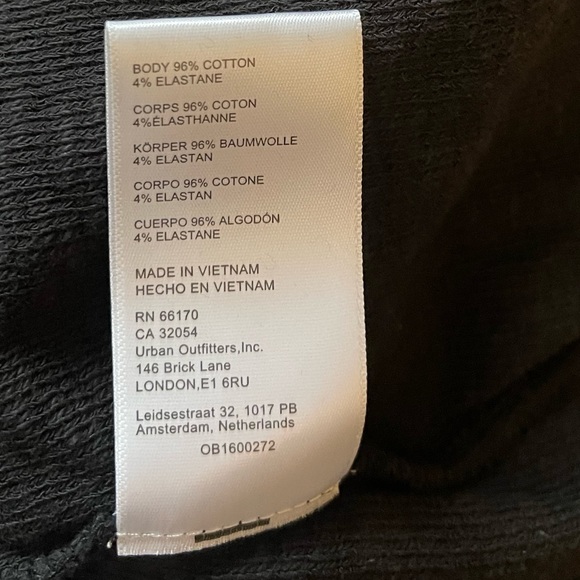 BODY 96% COTTON
4% ELASTANE
CORPS 96% COTON
4%ÉLASTHANNE
KÖRPER 96% BAUMWOLLE
4% ELASTAN
CORPO 96% COTONE
4% ELASTAN
CUERPO 96% ALGODÓN
4% ELASTANE
MADE IN VIETNAM
HECHO EN VIETNAM
RN 66170
CA 32054
Urban Outfitters,Inc.
146 Brick Lane
LONDON,E1 6RU
Leidsestraat 32, 1017 PB
Amsterdam, Netherlands
OB1600272